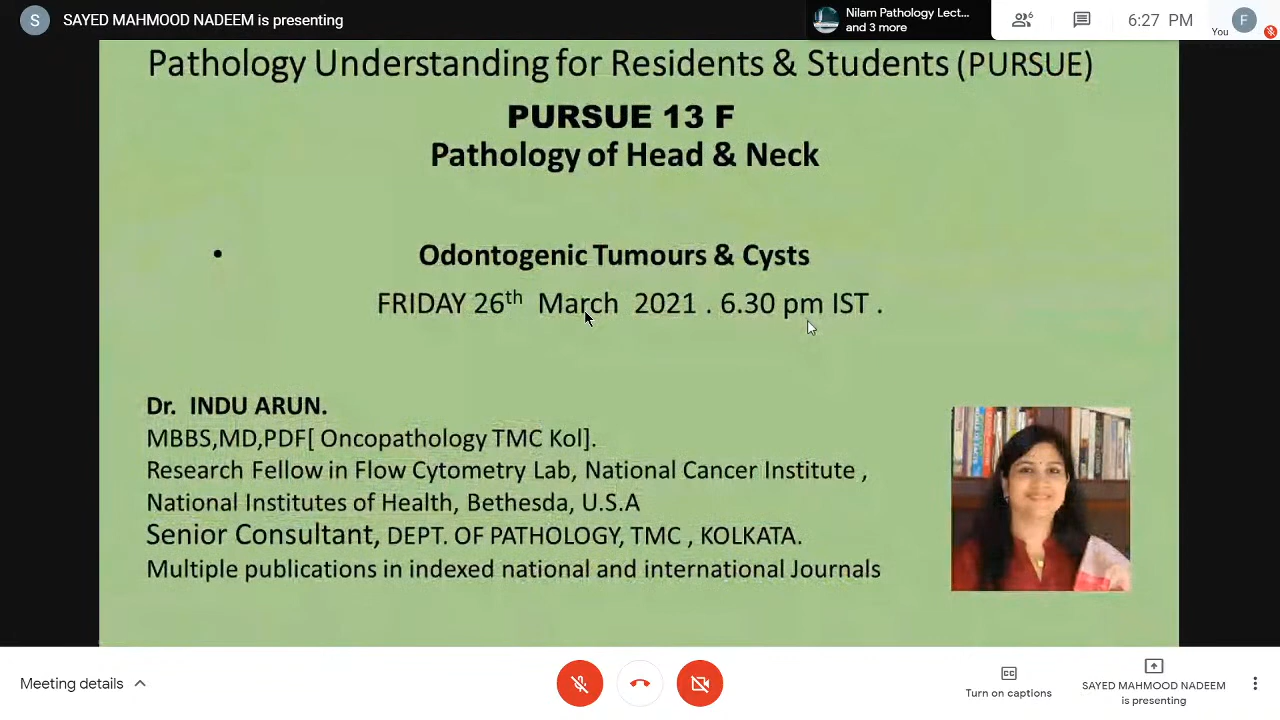 S SAYED MAHMOOD NADEEM is presenting
Nilam Pathology Lect...
and 3 more
6
6:27 PM
You
F
Pathology Understanding for Residents & Students (PURSUE)
PURSUE 13 F
Pathology of Head & Neck
• Odontogenic Tumours & Cysts
FRIDAY 26th March 2021 . 6.30 pm IST .
Dr. INDU ARUN.
MBBS,MD,PDF[ Oncopathology TMC Kol].
Research Fellow in Flow Cytometry Lab, National Cancer Institute ,
National Institutes of Health, Bethesda, U.S.A
Senior Consultant, DEPT. OF PATHOLOGY, TMC , KOLKATA.
Multiple publications in indexed national and international Journals
Meeting details
CC
Turn on captions
SAYED MAHMOOD NADEEM
is presenting